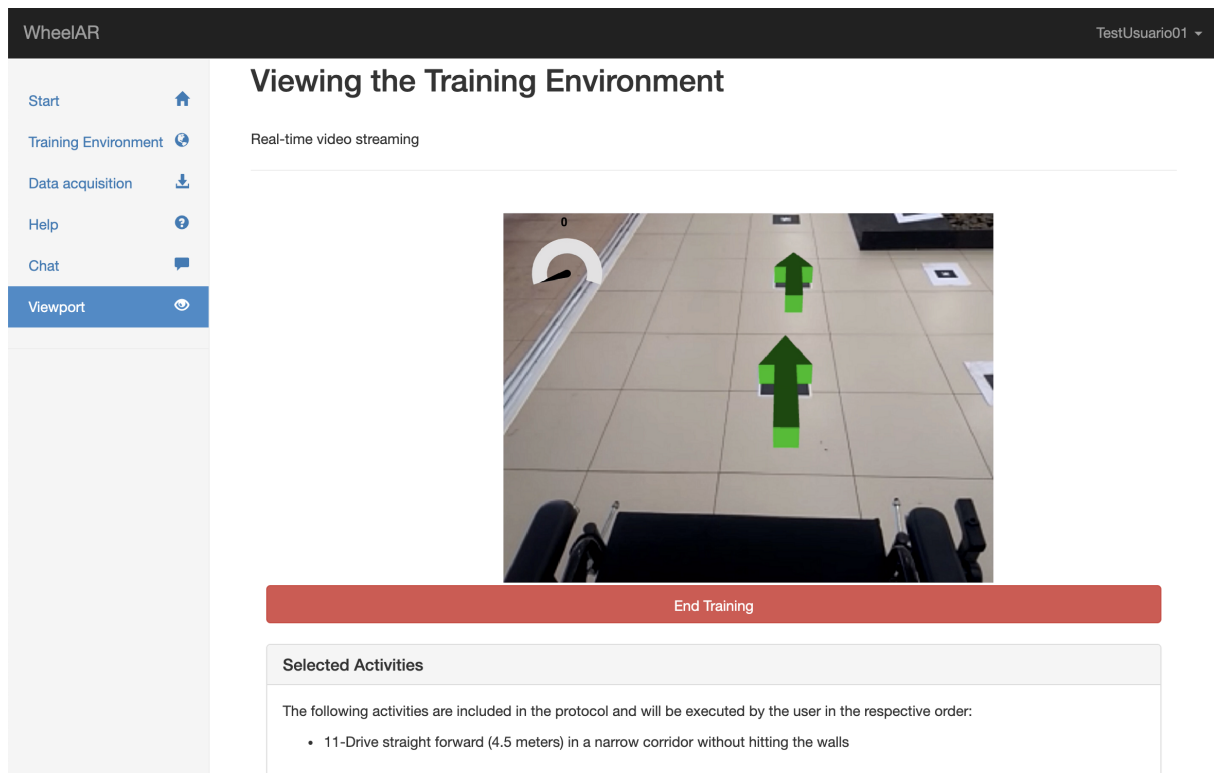 WheelAR
TestUsuario01
Start
Training Environment
Data acquisition
Help
Chat
Viewport
Viewing the Training Environment
Real-time video streaming
0
End Training
Selected Activities
The following activities are included in the protocol and will be executed by the user in the respective order:
• 11-Drive straight forward (4.5 meters) in a narrow corridor without hitting the walls